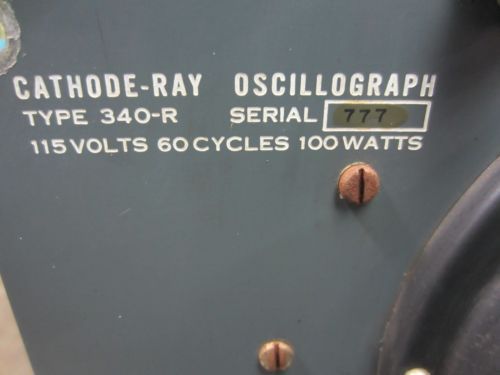 CATHODE-RAY OSCILLOGRAPH
TYPE 340-R SERIAL 777
115 VOLTS 60 CYCLES 100 WATTS